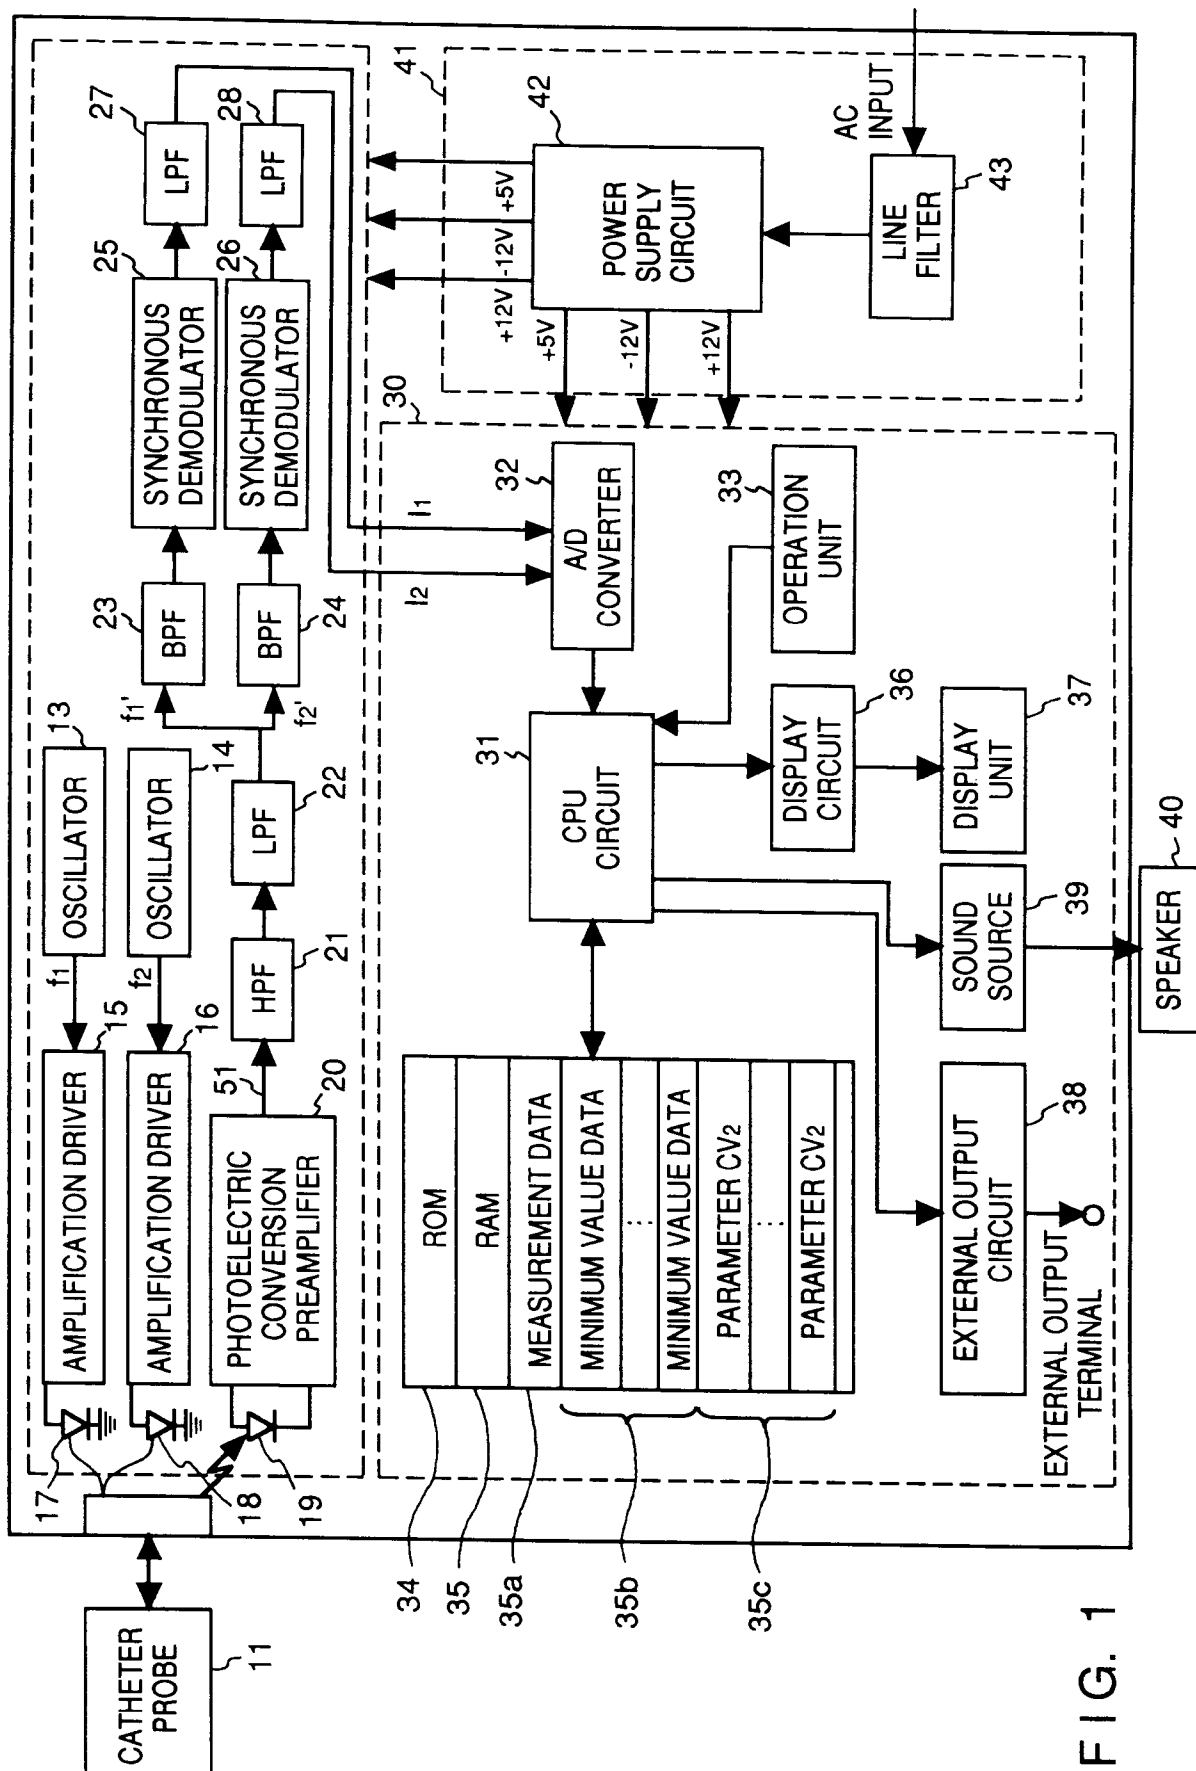 11
CATHETER
PROBE
17
18
19
AMPLIFICATION DRIVER
15
f1
OSCILLATOR
13
AMPLIFICATION DRIVER
16
f2
OSCILLATOR
14
PHOTOELECTRIC
CONVERSION
PREAMPLIFIER
20
51
HPF
21
LPF
22
f1'
f2'
BPF
23
BPF
24
SYNCHRONOUS
DEMODULATOR
25
SYNCHRONOUS
DEMODULATOR
26
LPF
27
LPF
28
I1
I2
30
34
35
35a
35b
35c
ROM
RAM
MEASUREMENT DATA
MINIMUM VALUE DATA
MINIMUM VALUE DATA
PARAMETER CV2
PARAMETER CV2
CPU
CIRCUIT
31
A/D
CONVERTER
32
OPERATION
UNIT
33
DISPLAY
CIRCUIT
36
DISPLAY
UNIT
37
EXTERNAL OUTPUT
CIRCUIT
38
EXTERNAL OUTPUT
TERMINAL
SOUND
SOURCE
39
SPEAKER
40
41
POWER
SUPPLY
CIRCUIT
42
+12V
-12V
+5V
+5V
-12V
+12V
LINE
FILTER
43
AC
INPUT
FIG. 1